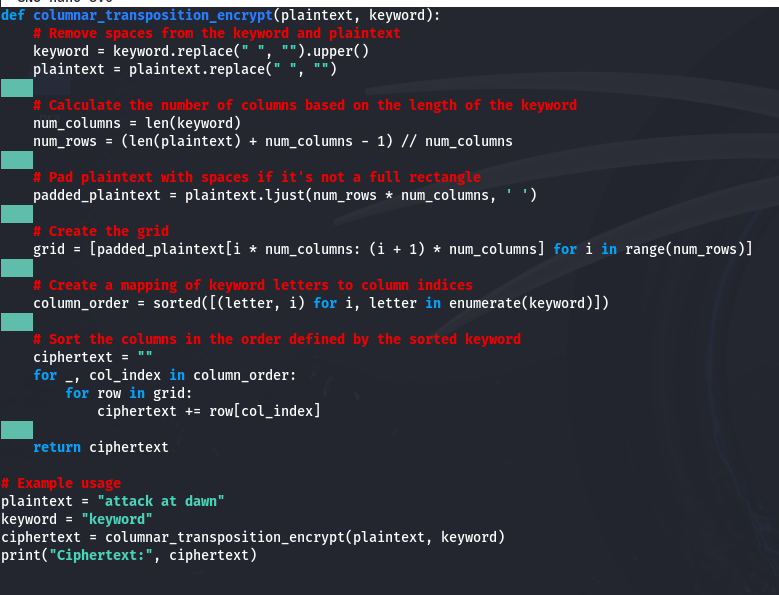 def columnar_transposition_encrypt(plaintext, keyword):
    # Remove spaces from the keyword and plaintext
    keyword = keyword.replace(" ", "").upper()
    plaintext = plaintext.replace(" ", "")

    # Calculate the number of columns based on the length of the keyword
    num_columns = len(keyword)
    num_rows = (len(plaintext) + num_columns - 1) // num_columns

    # Pad plaintext with spaces if it's not a full rectangle
    padded_plaintext = plaintext.ljust(num_rows * num_columns, ' ')

    # Create the grid
    grid = [padded_plaintext[i * num_columns: (i + 1) * num_columns] for i in range(num_rows)]

    # Create a mapping of keyword letters to column indices
    column_order = sorted([(letter, i) for i, letter in enumerate(keyword)])

    # Sort the columns in the order defined by the sorted keyword
    ciphertext = ""
    for _, col_index in column_order:
        for row in grid:
            ciphertext += row[col_index]

    return ciphertext

# Example usage
plaintext = "attack at dawn"
keyword = "keyword"
ciphertext = columnar_transposition_encrypt(plaintext, keyword)
print("Ciphertext:", ciphertext)